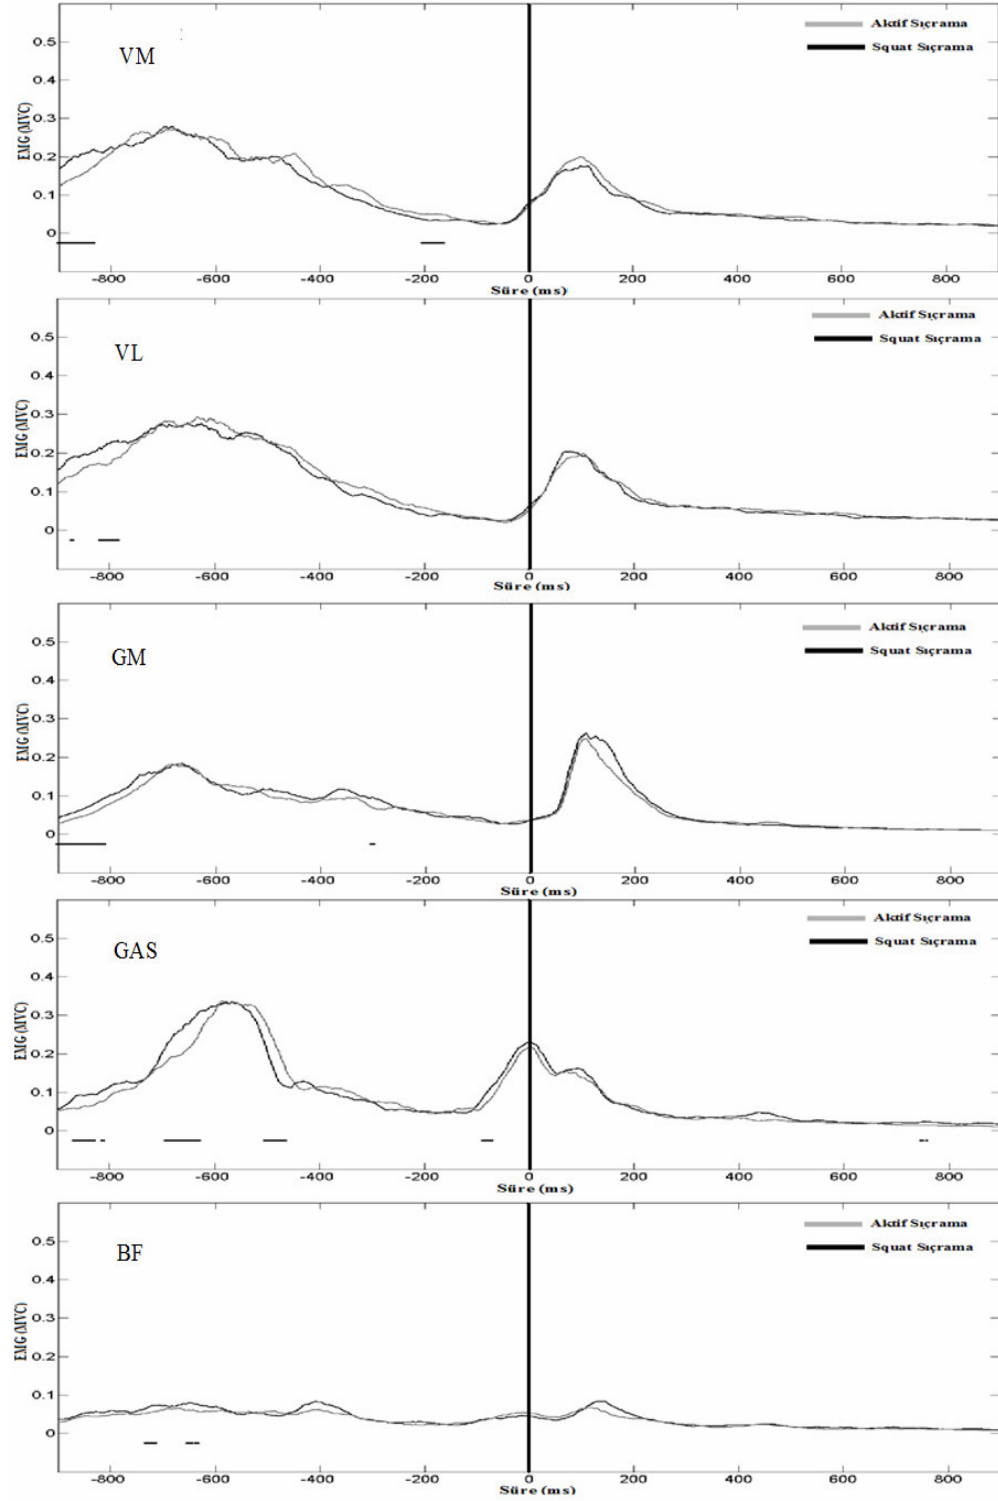 Aktif Sıçrama
Squat Sıçrama
VM
EMG (MVC)
0.5
0.4
0.3
0.2
0.1
0
-800 -600 -400 -200 0 200 400 600 800
Süre (ms)
Aktif Sıçrama
Squat Sıçrama
VL
EMG (MVC)
0.5
0.4
0.3
0.2
0.1
0
-800 -600 -400 -200 0 200 400 600 800
Süre (ms)
Aktif Sıçrama
Squat Sıçrama
GM
EMG (MVC)
0.5
0.4
0.3
0.2
0.1
0
-800 -600 -400 -200 0 200 400 600 800
Süre (ms)
Aktif Sıçrama
Squat Sıçrama
GAS
EMG (MVC)
0.5
0.4
0.3
0.2
0.1
0
-800 -600 -400 -200 0 200 400 600 800
Süre (ms)
Aktif Sıçrama
Squat Sıçrama
BF
EMG (MVC)
0.5
0.4
0.3
0.2
0.1
0
-800 -600 -400 -200 0 200 400 600 800
Süre (ms)